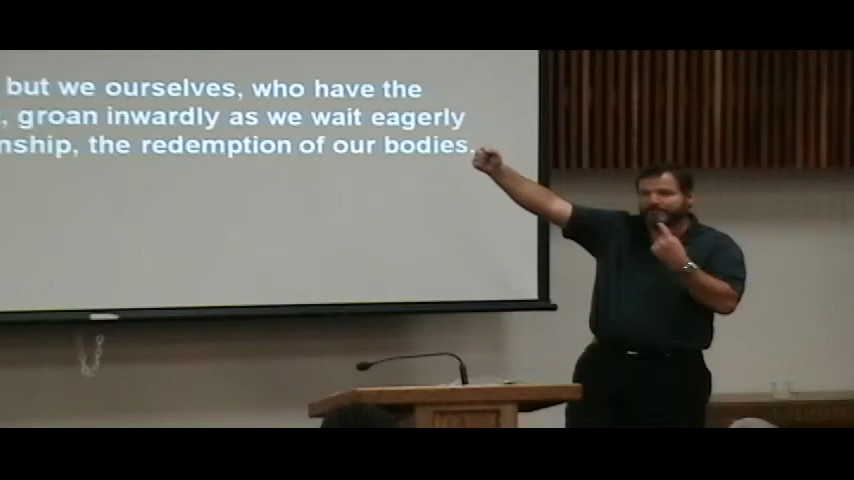 but we ourselves, who have the
, groan inwardly as we wait eagerly
nship, the redemption of our bodies.